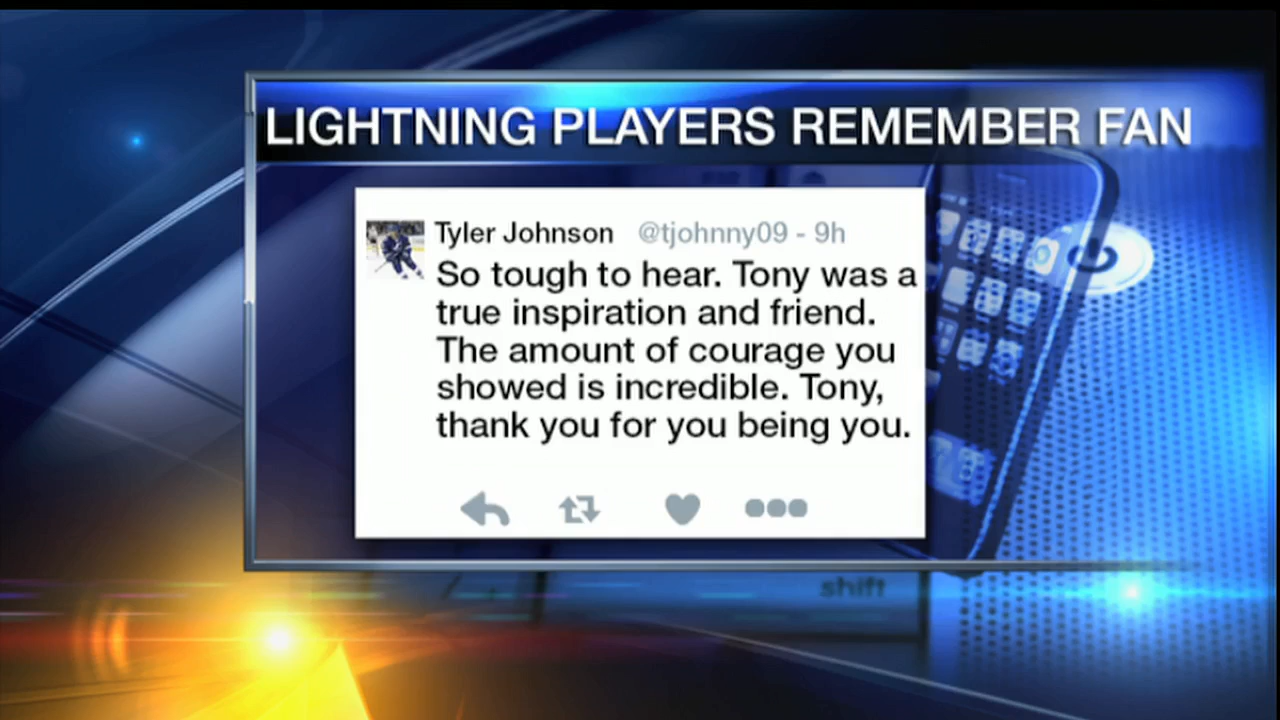 LIGHTNING PLAYERS REMEMBER FAN
Tyler Johnson @tjohnny09 - 9h
So tough to hear. Tony was a
true inspiration and friend.
The amount of courage you
showed is incredible. Tony,
thank you for you being you.
shift